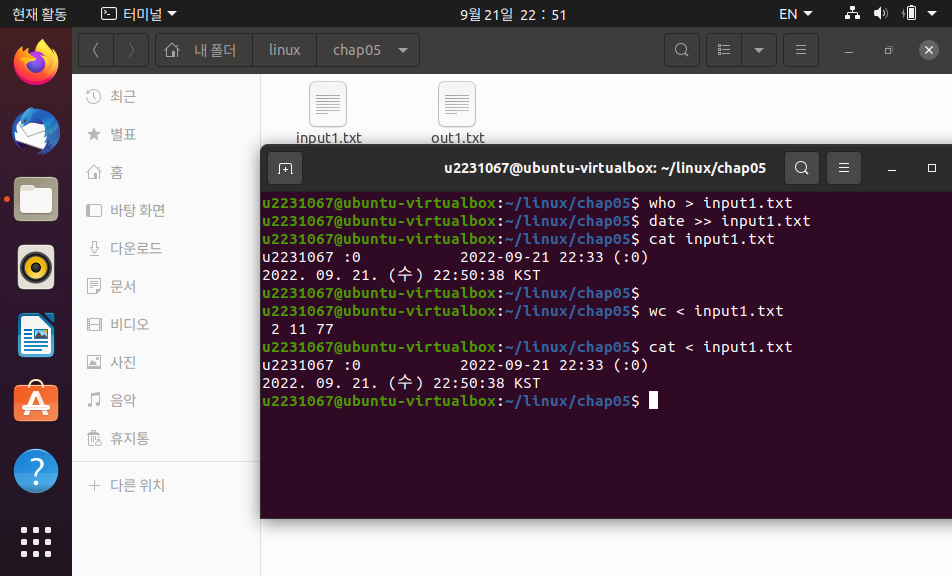 현재 활동 터미널 9월 21일 22 : 51 EN
내 폴더 linux chap05
최근
별표
홈
바탕 화면
다운로드
문서
비디오
사진
음악
휴지통
다른 위치
input1.txt out1.txt
u2231067@ubuntu-virtualbox: ~/linux/chap05
u2231067@ubuntu-virtualbox:~/linux/chap05$ who > input1.txt
u2231067@ubuntu-virtualbox:~/linux/chap05$ date >> input1.txt
u2231067@ubuntu-virtualbox:~/linux/chap05$ cat input1.txt
u2231067 :0           2022-09-21 22:33 (:0)
2022. 09. 21. (수) 22:50:38 KST
u2231067@ubuntu-virtualbox:~/linux/chap05$
u2231067@ubuntu-virtualbox:~/linux/chap05$ wc < input1.txt
 2 11 77
u2231067@ubuntu-virtualbox:~/linux/chap05$ cat < input1.txt
u2231067 :0           2022-09-21 22:33 (:0)
2022. 09. 21. (수) 22:50:38 KST
u2231067@ubuntu-virtualbox:~/linux/chap05$